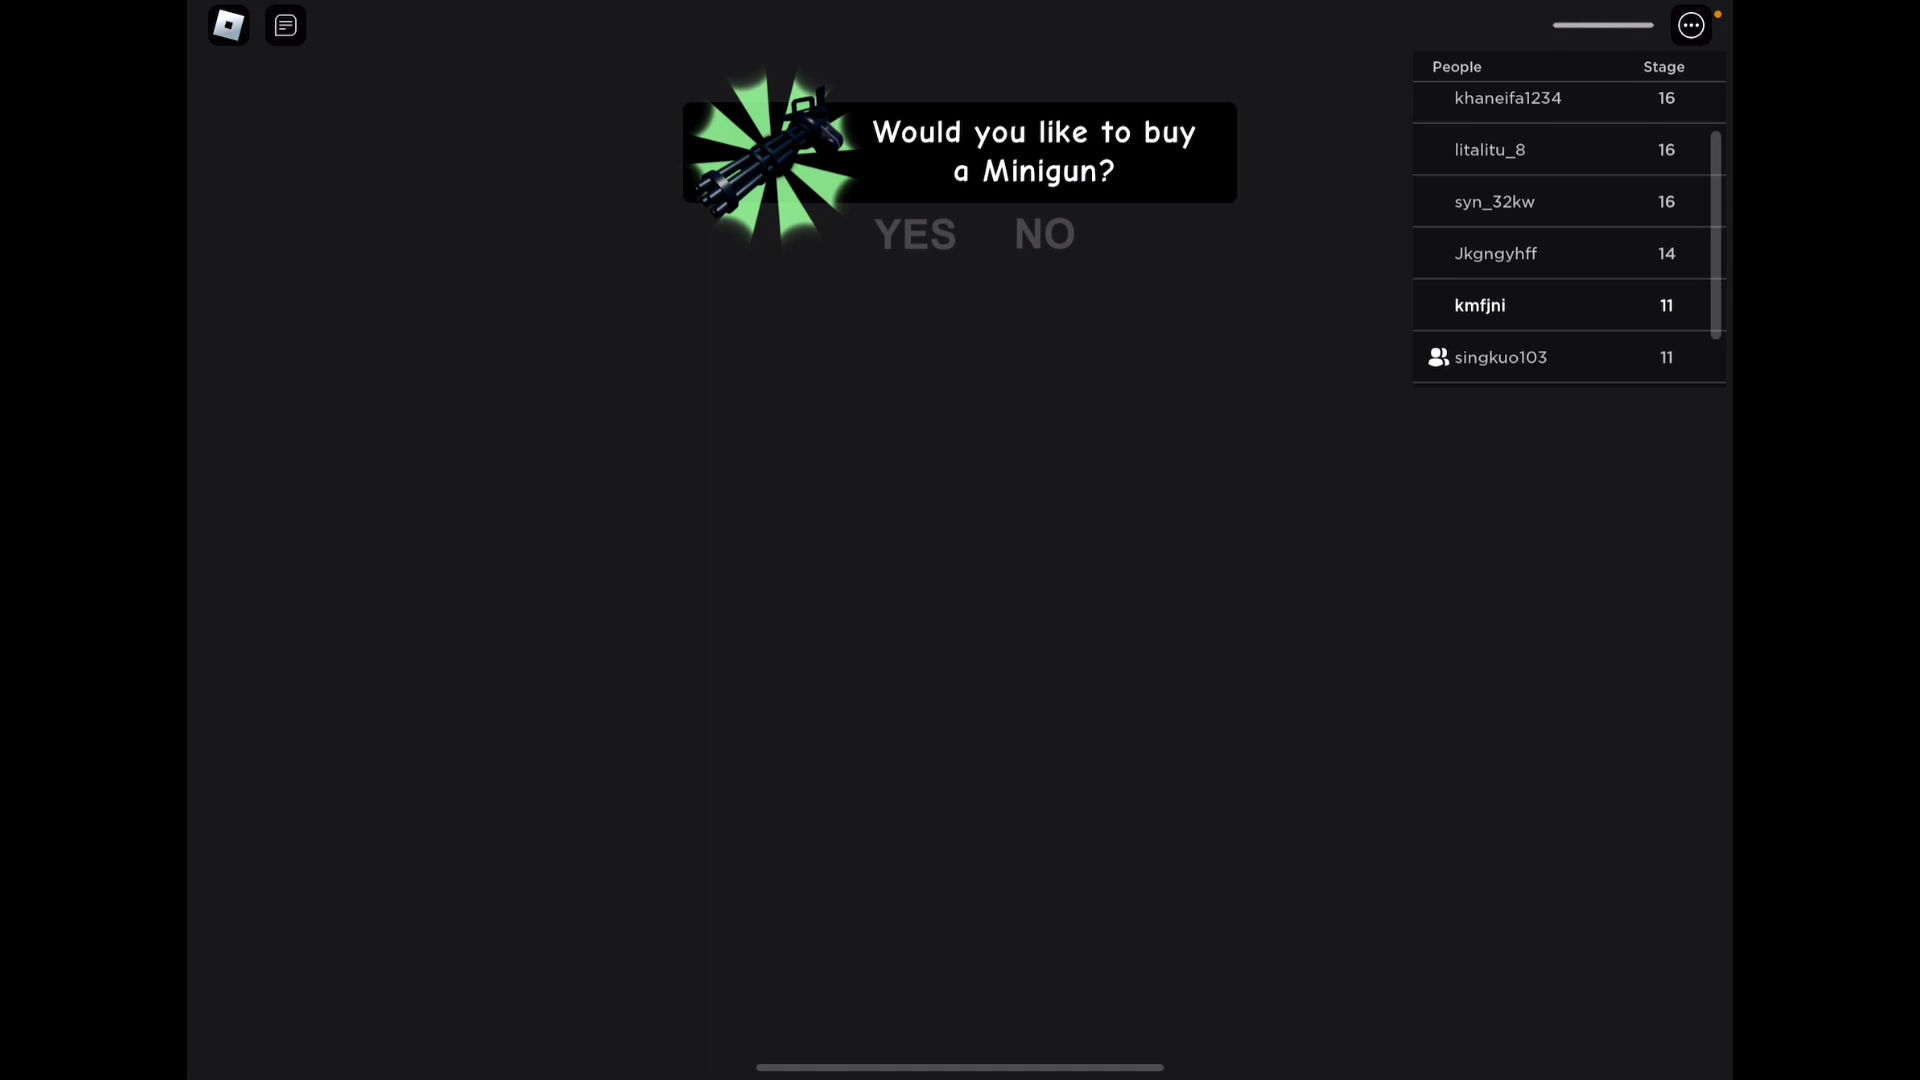 Would you like to buy
a Minigun?
YES NO
People Stage
khaneifa1234 16
litalitu_8 16
syn_32kw 16
Jkgngyhff 14
kmfjni 11
singkuo103 11